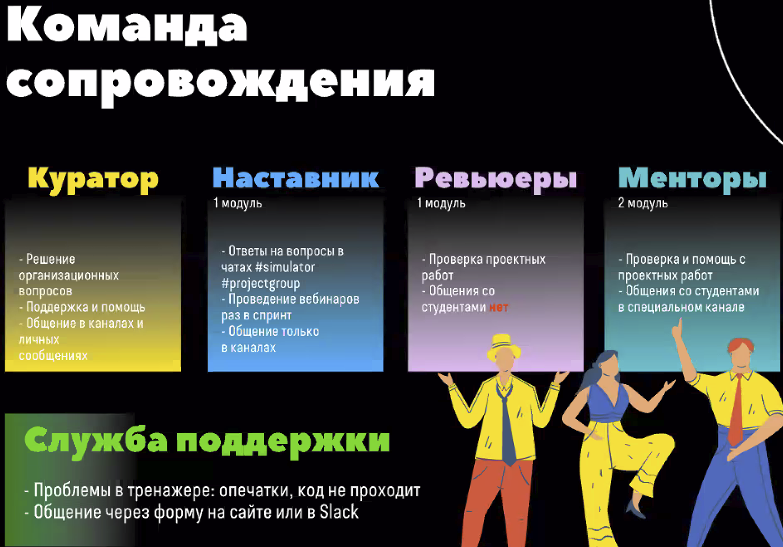 Команда
сопровождения
Куратор
- Решение
организационных
вопросов
- Поддержка и помощь
- Общение в каналах и
личных
сообщениях
Наставник
1 модуль
- Ответы на вопросы в
чатах #simulator
#projectgroup
- Проведение вебинаров
раз в спринт
- Общение только
в каналах
Ревьюеры
1 модуль
- Проверка проектных
работ
- Общения со
студентами нет
Менторы
2 модуль
- Проверка и помощь с
проектных работ
- Общения со студентами
в специальном канале
Служба поддержки
- Проблемы в тренажере: опечатки, код не проходит
- Общение через форму на сайте или в Slack